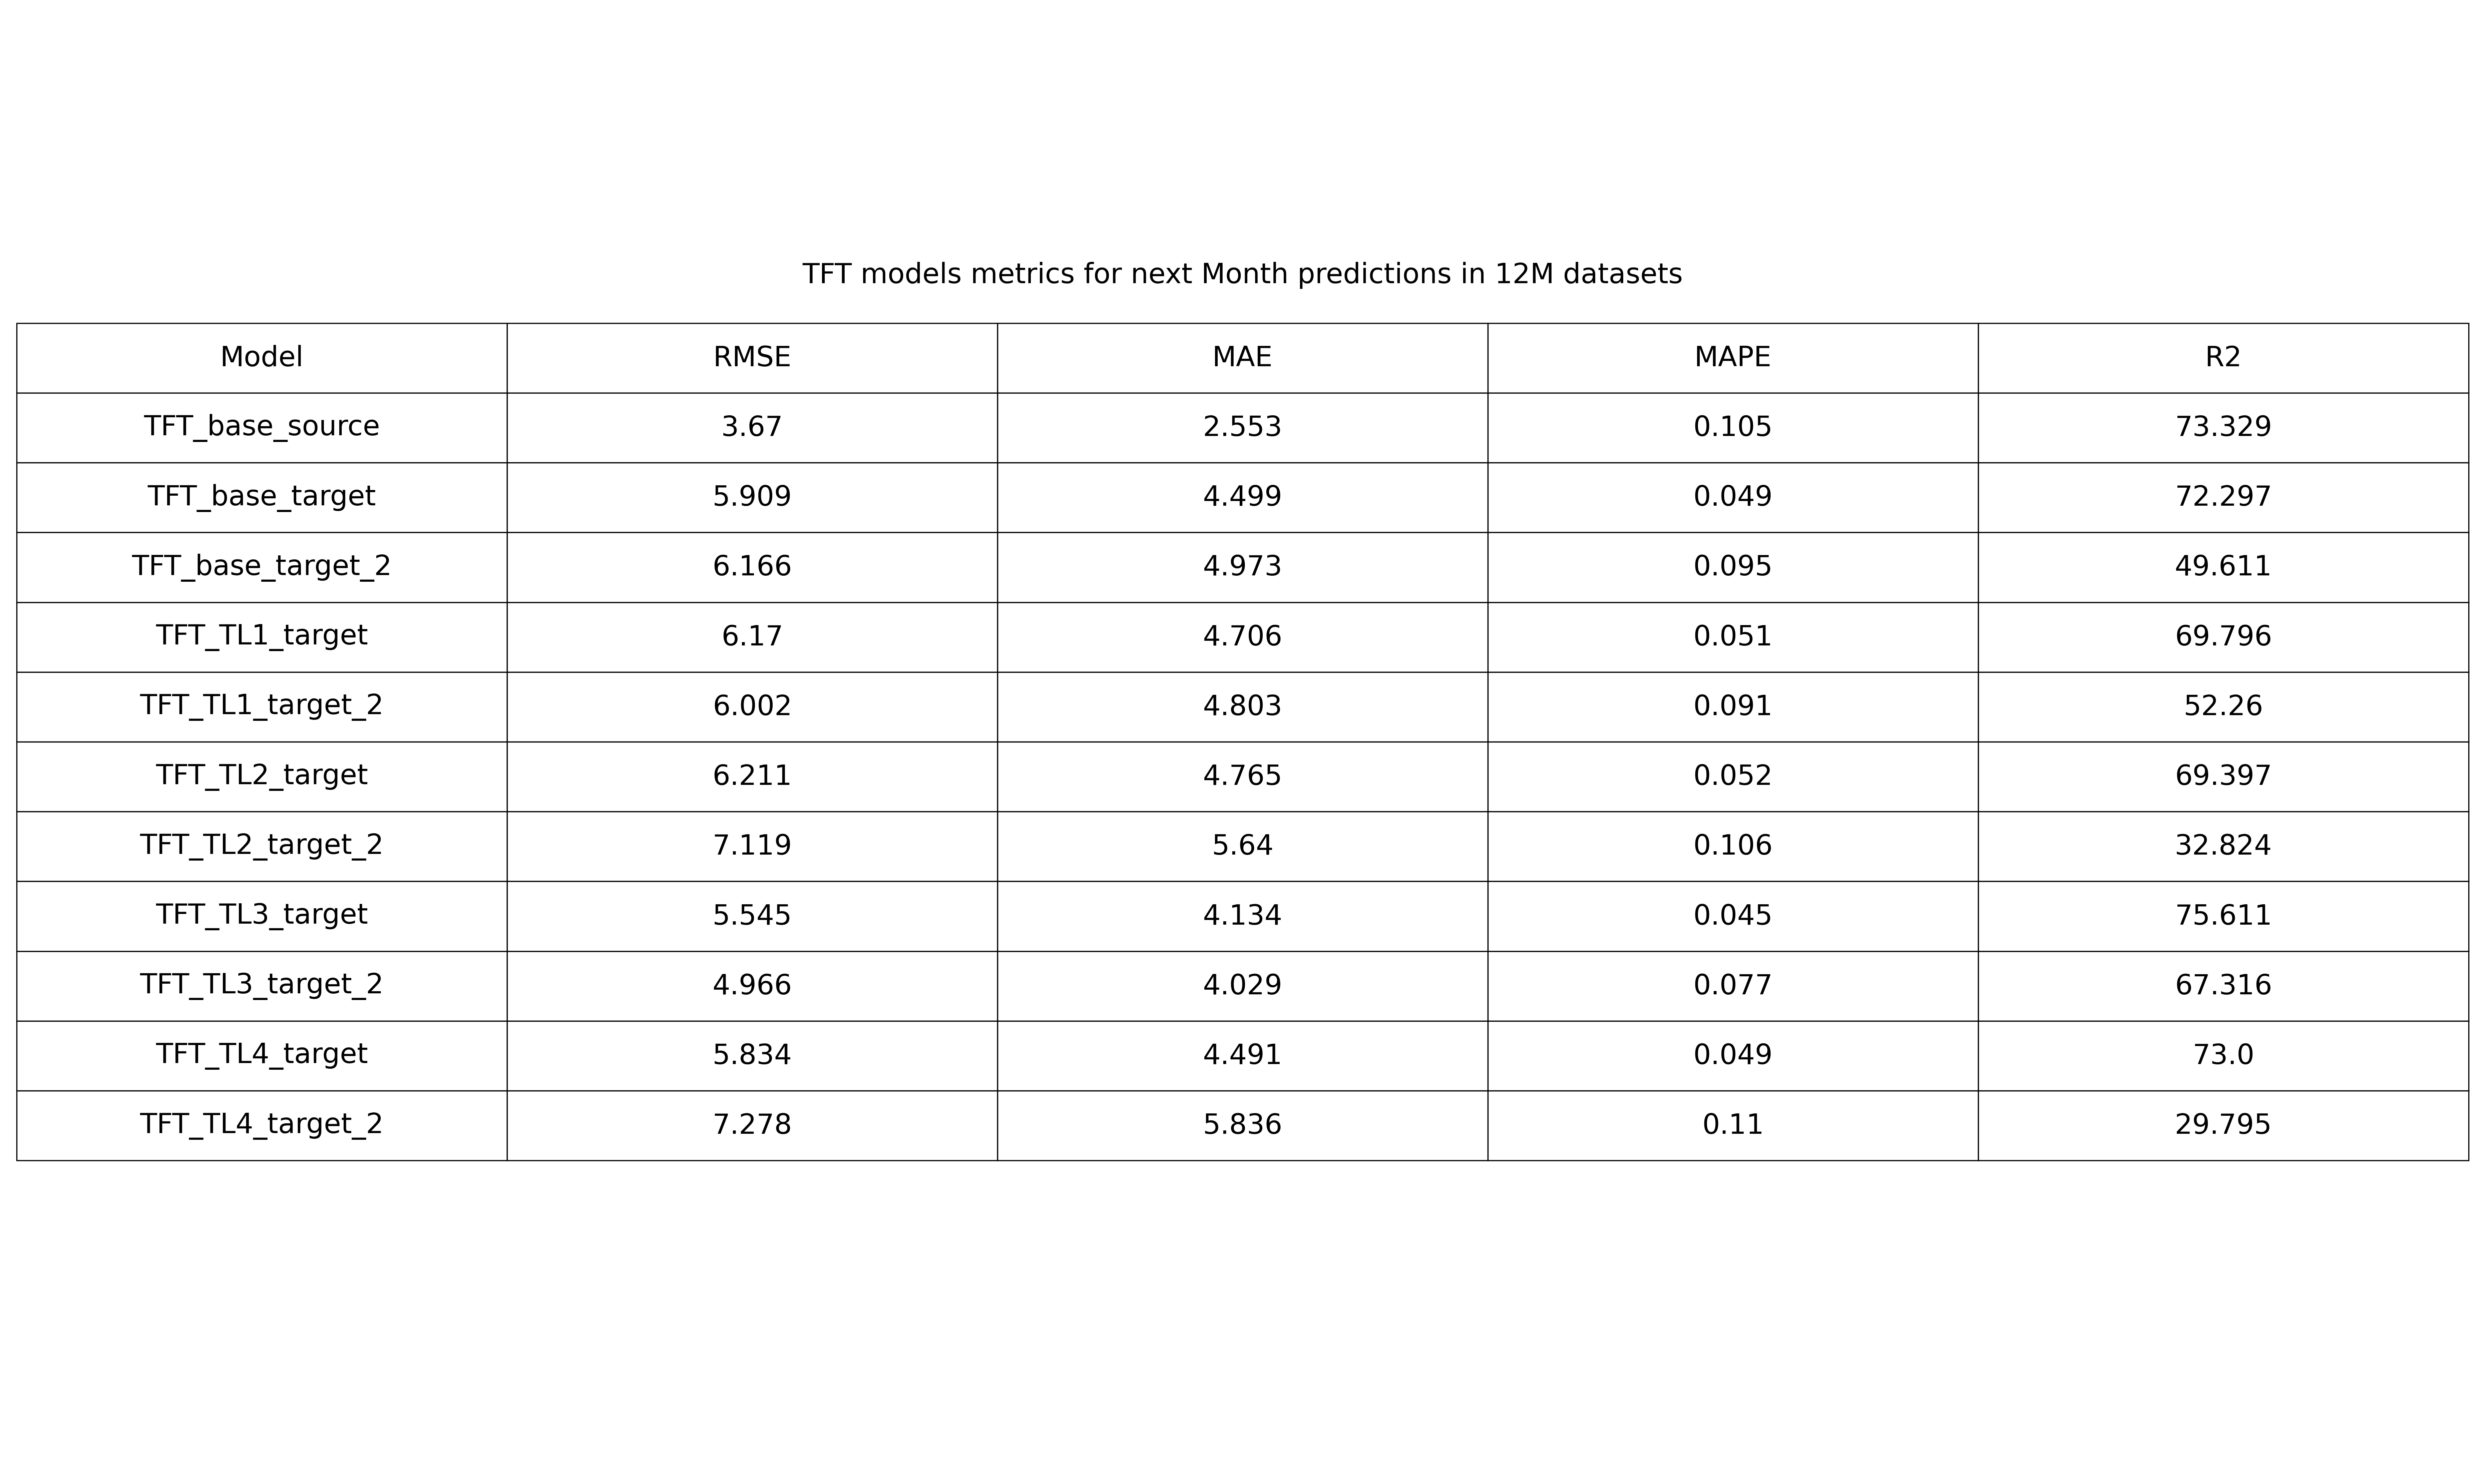 TFT models metrics for next Month predictions in 12M datasets
Model RMSE MAE MAPE R2
TFT_base_source 3.67 2.553 0.105 73.329
TFT_base_target 5.909 4.499 0.049 72.297
TFT_base_target_2 6.166 4.973 0.095 49.611
TFT_TL1_target 6.17 4.706 0.051 69.796
TFT_TL1_target_2 6.002 4.803 0.091 52.26
TFT_TL2_target 6.211 4.765 0.052 69.397
TFT_TL2_target_2 7.119 5.64 0.106 32.824
TFT_TL3_target 5.545 4.134 0.045 75.611
TFT_TL3_target_2 4.966 4.029 0.077 67.316
TFT_TL4_target 5.834 4.491 0.049 73.0
TFT_TL4_target_2 7.278 5.836 0.11 29.795